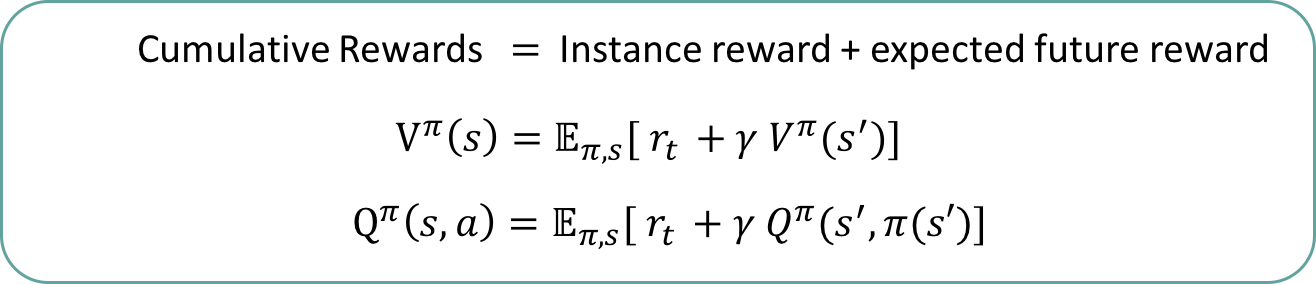 Cumulative Rewards = Instance reward + expected future reward
V^π(s) = 𝔼_{π,s}[ r_t + γ V^π(s′)]
Q^π(s, a) = 𝔼_{π,s}[ r_t + γ Q^π(s′, π(s′)]